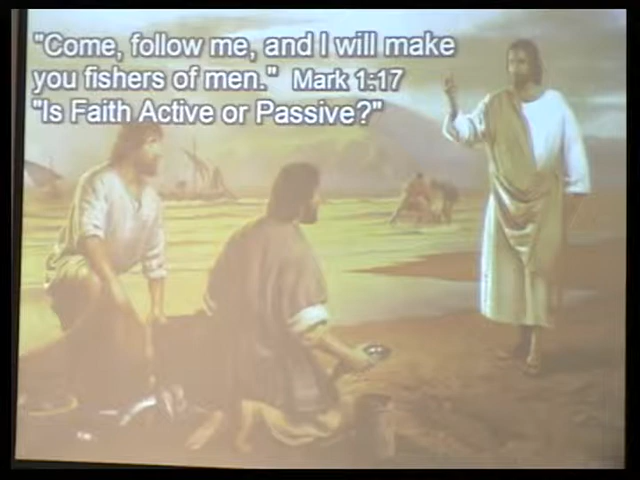 "Come, follow me, and I will make
you fishers of men." Mark 1:17
"Is Faith Active or Passive?"